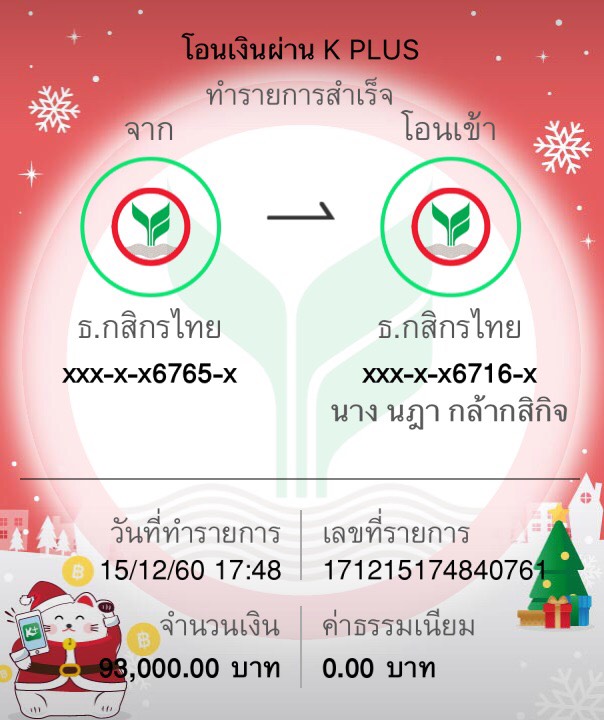 โอนเงินผ่าน K PLUS
ทำรายการสำเร็จ
จาก
โอนเข้า
ธ.กสิกรไทย
ธ.กสิกรไทย
xxx-x-x6765-x
xxx-x-x6716-x
นาง นฎา กล้ากสิกิจ
วันที่ทำรายการ
เลขที่รายการ
15/12/60 17:48
171215174840761
จำนวนเงิน
ค่าธรรมเนียม
K+
93,000.00 บาท
0.00 บาท